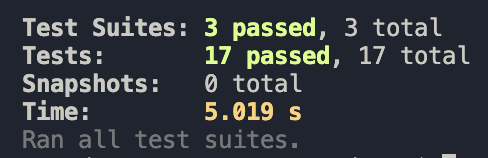 Test Suites: 3 passed, 3 total
Tests:       17 passed, 17 total
Snapshots:   0 total
Time:        5.019 s
Ran all test suites.